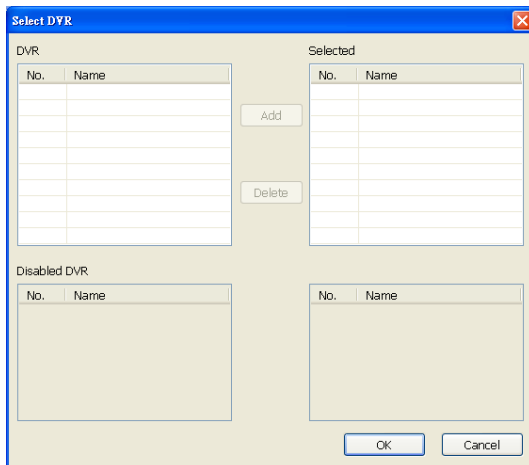 Select DVR
DVR Selected
No. Name No. Name
Add
Delete
Disabled DVR
No. Name No. Name
OK Cancel